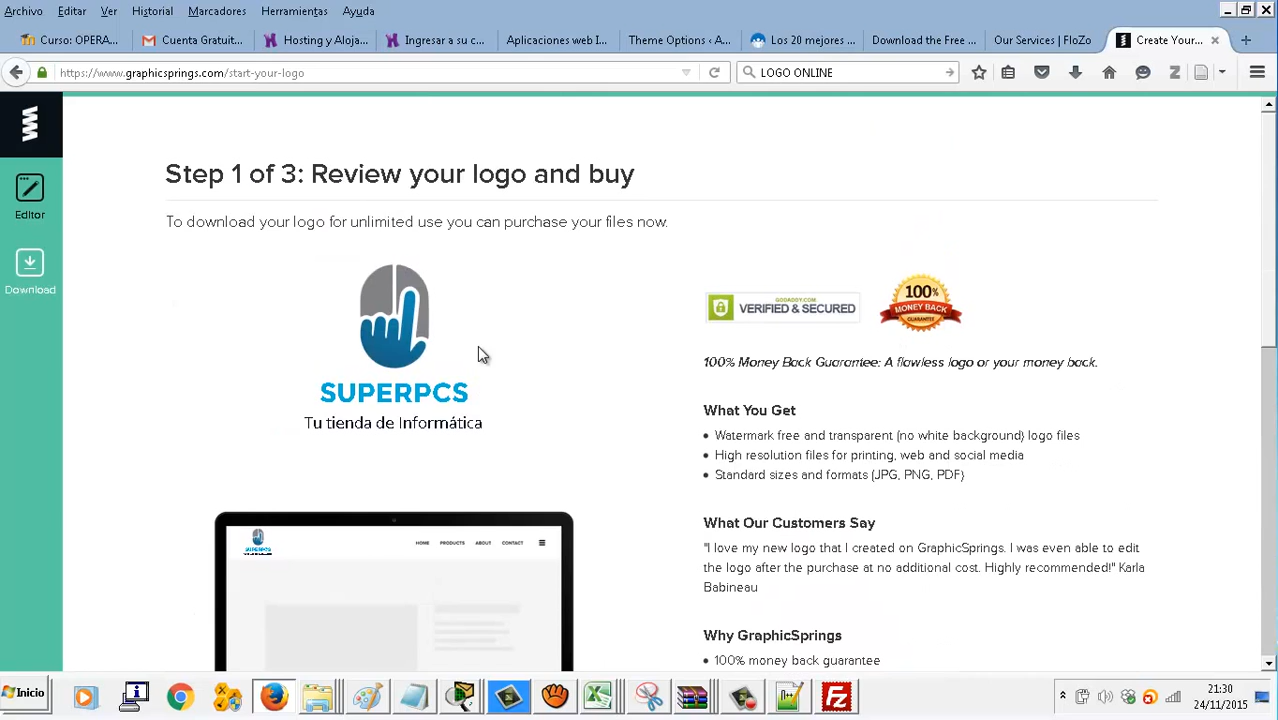 Archivo Editar Ver Historial Marcadores Herramientas Ayuda
Curso: OPERA... Cuenta Gratuit... Hosting y Aloja... Ingresar a su c... Aplicaciones web I... Theme Options ‹ A... Los 20 mejores ... Download the Free ... Our Services | FloZo Create Your...
https://www.graphicsprings.com/start-your-logo
LOGO ONLINE
Editor
Download
Step 1 of 3: Review your logo and buy
To download your logo for unlimited use you can purchase your files now.
SUPERPCS
Tu tienda de Informática
HOME PRODUCTS ABOUT CONTACT
SUPERPCS
GODADDY.COM
VERIFIED & SECURED
100%
MONEY BACK
GUARANTEE
100% Money Back Guarantee: A flawless logo or your money back.
What You Get
• Watermark free and transparent (no white background) logo files
• High resolution files for printing, web and social media
• Standard sizes and formats (JPG, PNG, PDF)
What Our Customers Say
"I love my new logo that I created on GraphicSprings. I was even able to edit
the logo after the purchase at no additional cost. Highly recommended!" Karla
Babineau
Why GraphicSprings
• 100% money back guarantee
Inicio
21:30
24/11/2015